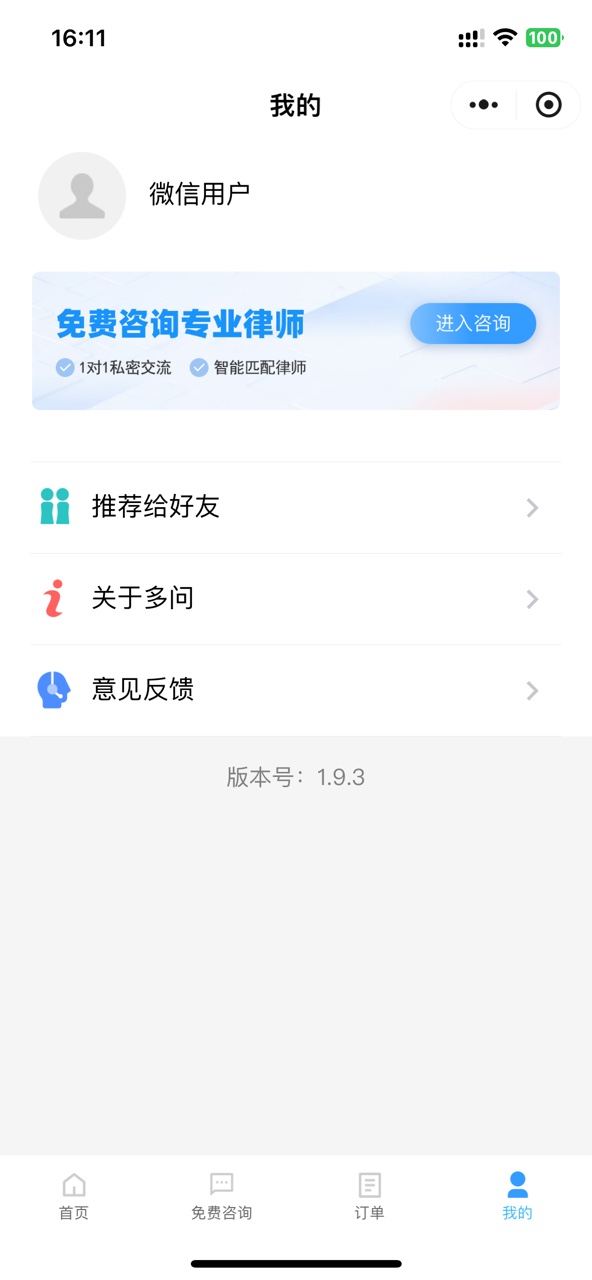 16:11
100
我的
微信用户
免费咨询专业律师
进入咨询
1对1私密交流 智能匹配律师
推荐给好友
关于多问
意见反馈
版本号：1.9.3
首页 免费咨询 订单 我的